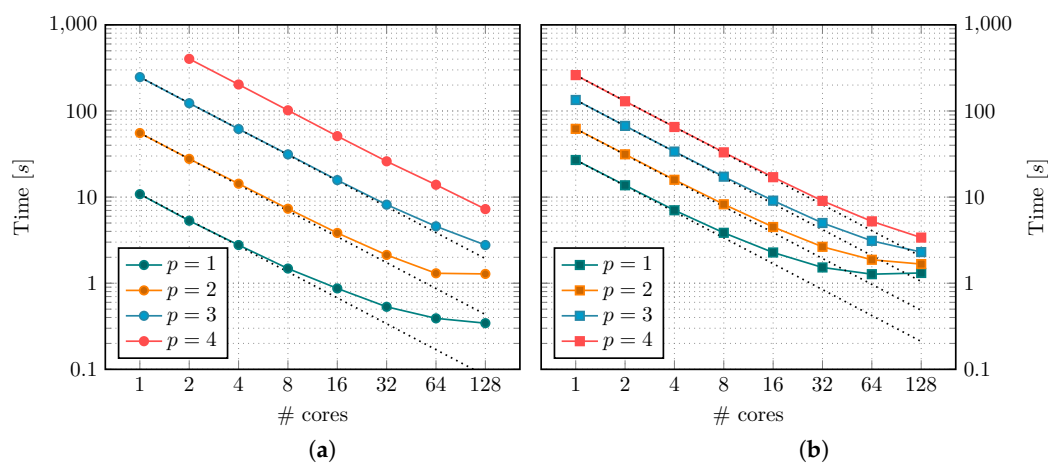 1,000
100
10
1
0.1
Time [s]
p = 1
p = 2
p = 3
p = 4
1 2 4 8 16 32 64 128
# cores
(a)
p = 1
p = 2
p = 3
p = 4
1 2 4 8 16 32 64 128
# cores
(b)
1,000
100
10
1
0.1
Time [s]